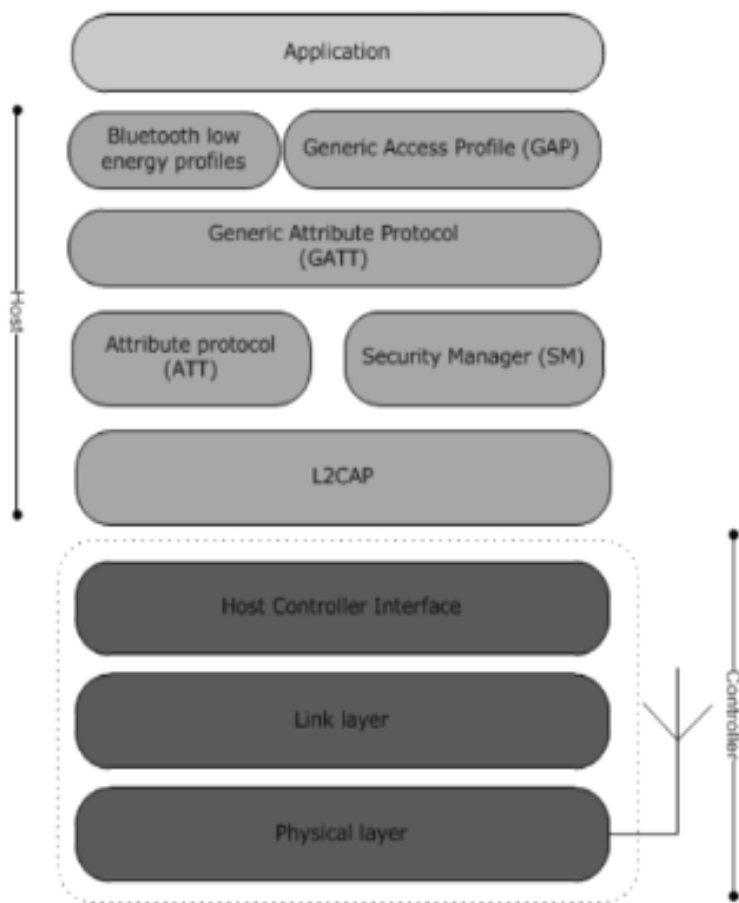 Application
Bluetooth low
energy profiles
Generic Access Profile (GAP)
Generic Attribute Protocol
(GATT)
Host
Attribute protocol
(ATT)
Security Manager (SM)
L2CAP
Host Controller Interface
Link layer
Controller
Physical layer